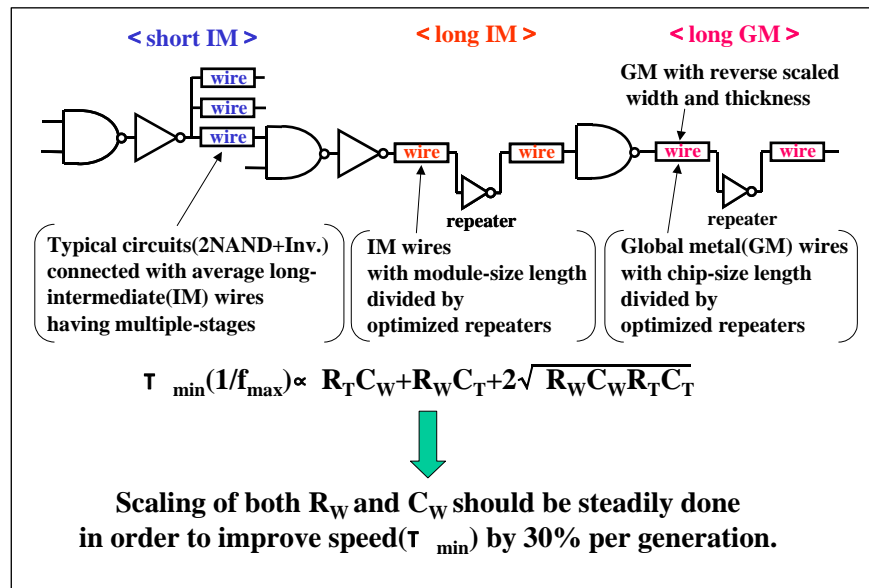 < short IM >
< long IM >
< long GM >
GM with reverse scaled
width and thickness
wire
wire
wire
wire
wire
wire
wire
repeater
repeater
Typical circuits(2NAND+Inv.)
connected with average long-
intermediate(IM) wires
having multiple-stages
IM wires
with module-size length
divided by
optimized repeaters
Global metal(GM) wires
with chip-size length
divided by
optimized repeaters
τ min(1/fmax)∝ RTCW+RWCT+2√RWCWRTCT
Scaling of both RW and CW should be steadily done
in order to improve speed(τ min) by 30% per generation.